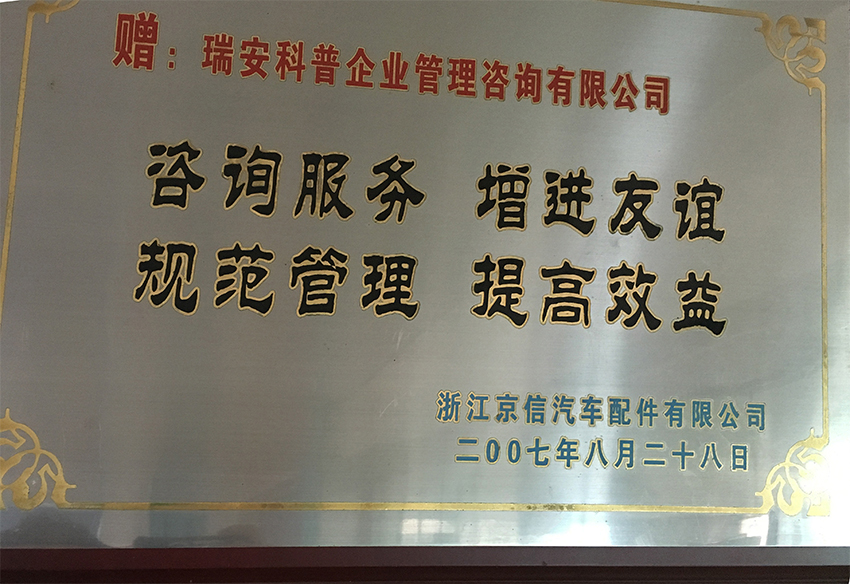 赠：瑞安科普企业管理咨询有限公司
咨询服务 增进友谊
规范管理 提高效益
浙江京信汽车配件有限公司
二00七年八月二十八日